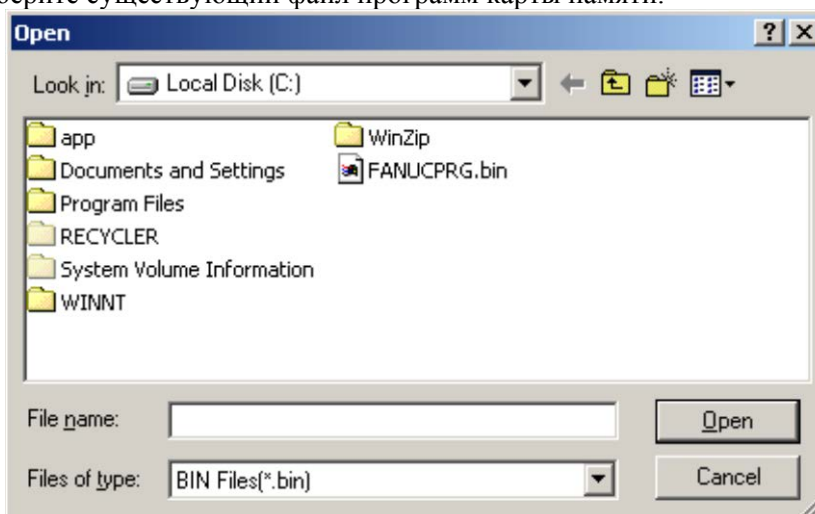 берите существующий файл программ карты памяти.
Open
Look in: Local Disk (C:)
app
Documents and Settings
Program Files
RECYCLER
System Volume Information
WINNT
WinZip
FANUCPRG.bin
File name:
Open
Files of type: BIN Files(*.bin)
Cancel